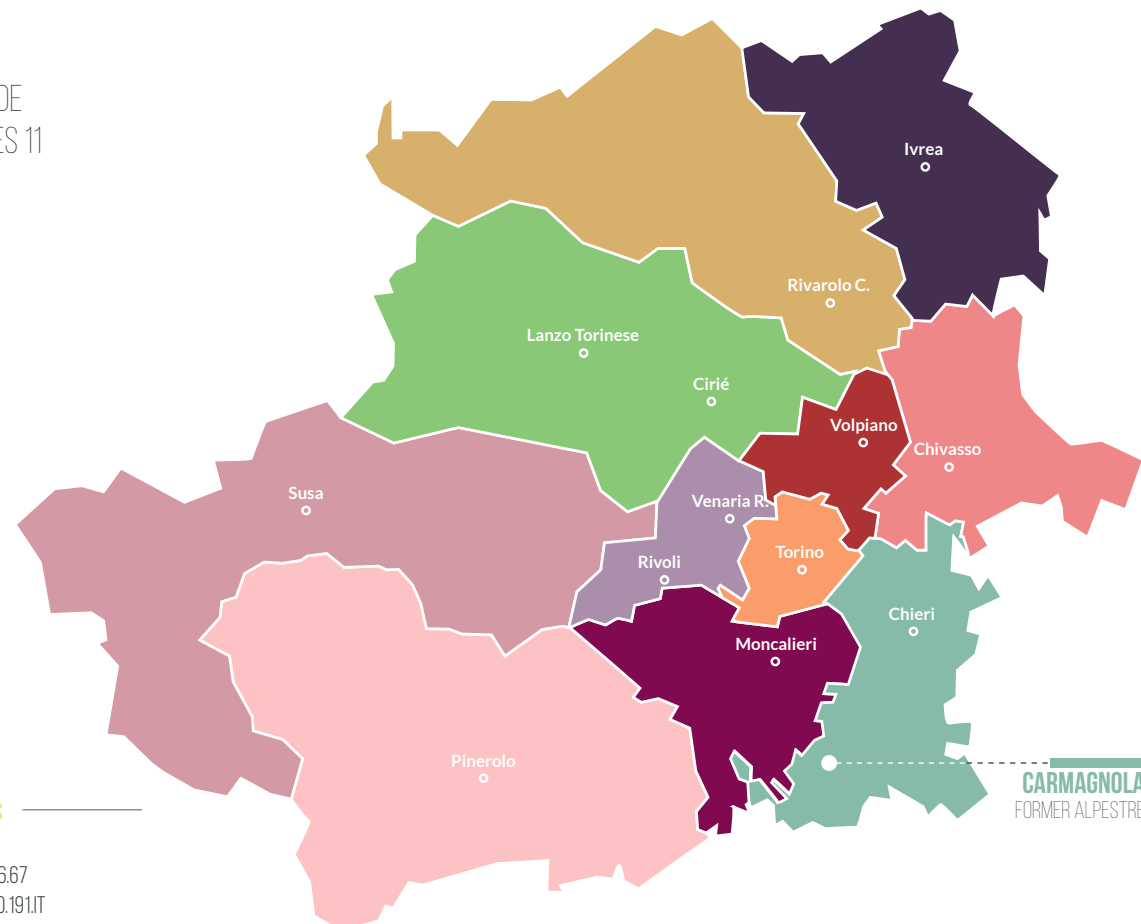 DE
ES 11
Ivrea
Rivarolo C.
Lanzo Torinese
Cirié
Volpiano
Chivasso
Susa
Venaria R.
Torino
Rivoli
Chieri
Moncalieri
Pinerolo
CARMAGNOLA
FORMER ALPESTRE
S
6.67
0.191.IT